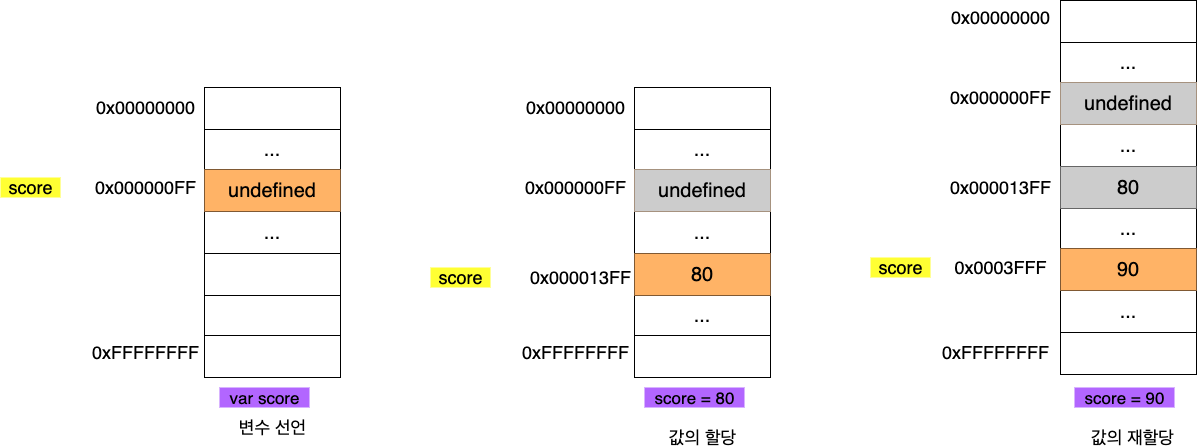 0x00000000
...
score
0x000000FF
undefined
...
0xFFFFFFFF
var score
변수 선언
0x00000000
...
0x000000FF
undefined
...
score
0x000013FF
80
...
0xFFFFFFFF
score = 80
값의 할당
0x00000000
...
0x000000FF
undefined
...
0x000013FF
80
...
score
0x0003FFF
90
...
0xFFFFFFFF
score = 90
값의 재할당